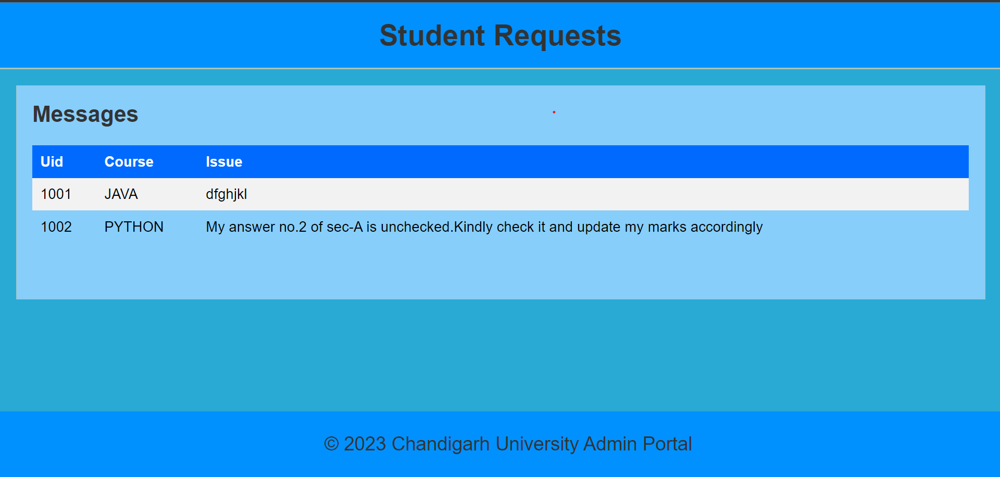 Student Requests
Messages
Uid Course Issue
1001 JAVA dfghjkl
1002 PYTHON My answer no.2 of sec-A is unchecked.Kindly check it and update my marks accordingly
© 2023 Chandigarh University Admin Portal